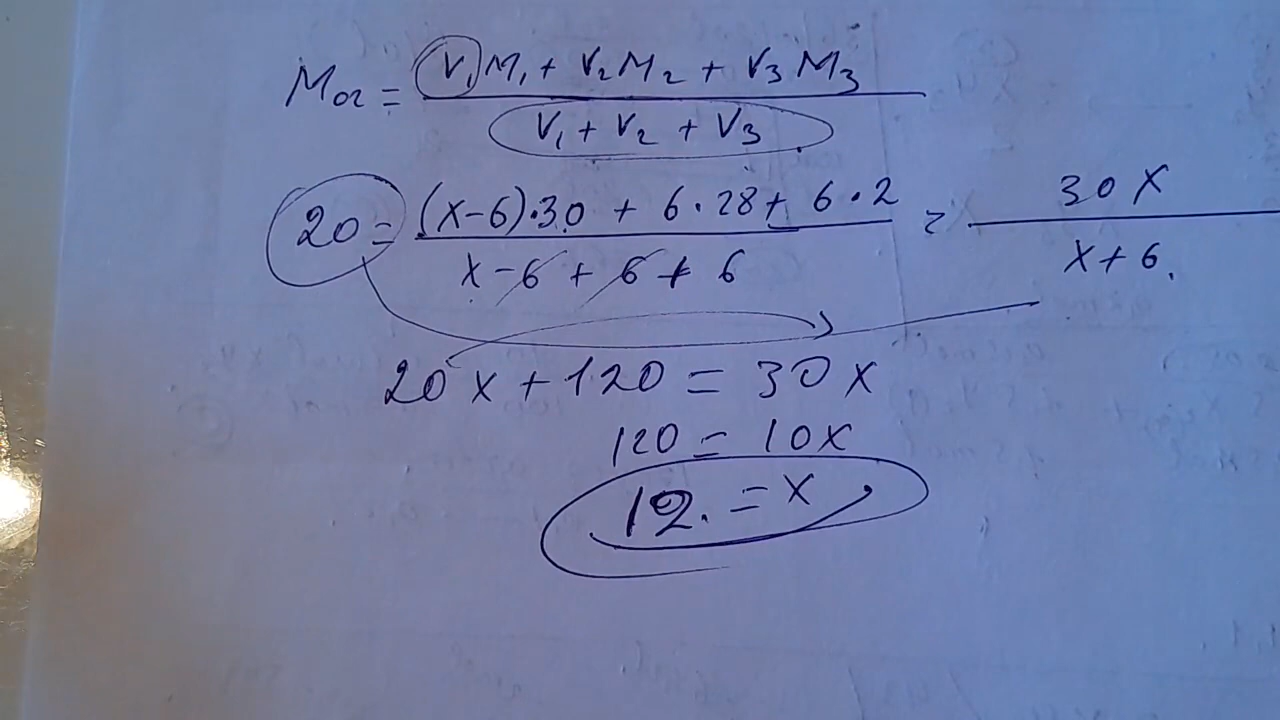 Mor = (V₁M₁ + V₂M₂ + V₃M₃) / (V₁ + V₂ + V₃)
20 = ((x-6)·30 + 6·28 + 6·2) / (x - 6 + 6 + 6) = 30x / (x + 6)
20x + 120 = 30x
120 = 10x
12. = x